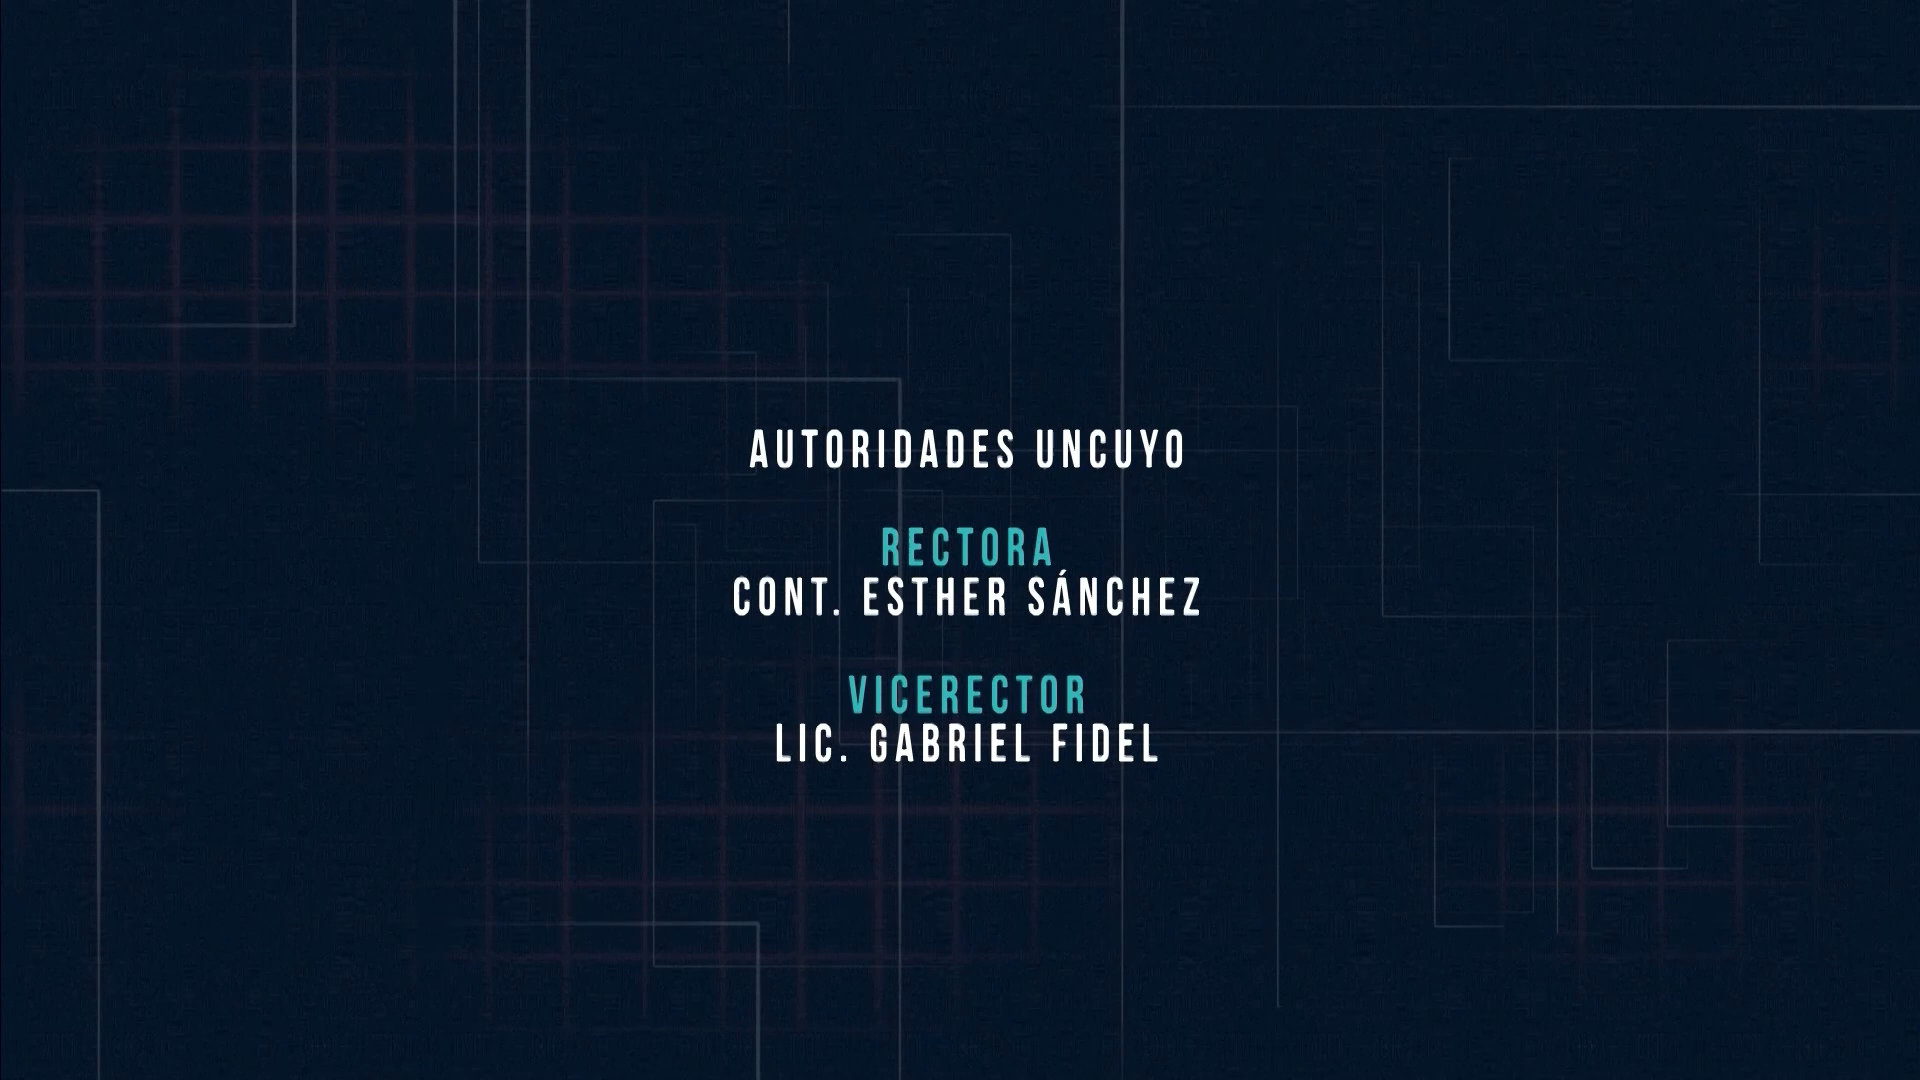 AUTORIDADES UNCUYO
RECTORA
CONT. ESTHER SÁNCHEZ
VICERECTOR
LIC. GABRIEL FIDEL